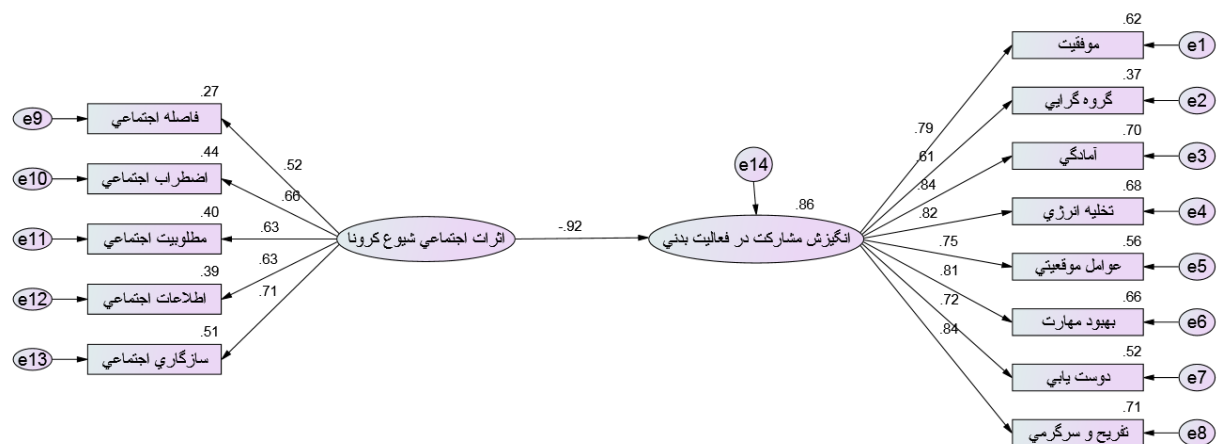 .27
e9
فاصله اجتماعي
.44
e10
اضطراب اجتماعي
.40
e11
مطلوبيت اجتماعي
.39
e12
اطلاعات اجتماعي
.51
e13
سازگاري اجتماعي
.52
.66
.63
.63
.71
اثرات اجتماعي شيوع كرونا
-.92
e14
.86
انگيزش مشاركت در فعاليت بدني
.79
.61
.84
.82
.75
.81
.72
.84
.62
موفقيت
e1
.37
گروه گرايي
e2
.70
آمادگي
e3
.68
تخليه انرژي
e4
.56
عوامل موقعيتي
e5
.66
بهبود مهارت
e6
.52
دوست يابي
e7
.71
تفريح و سرگرمي
e8